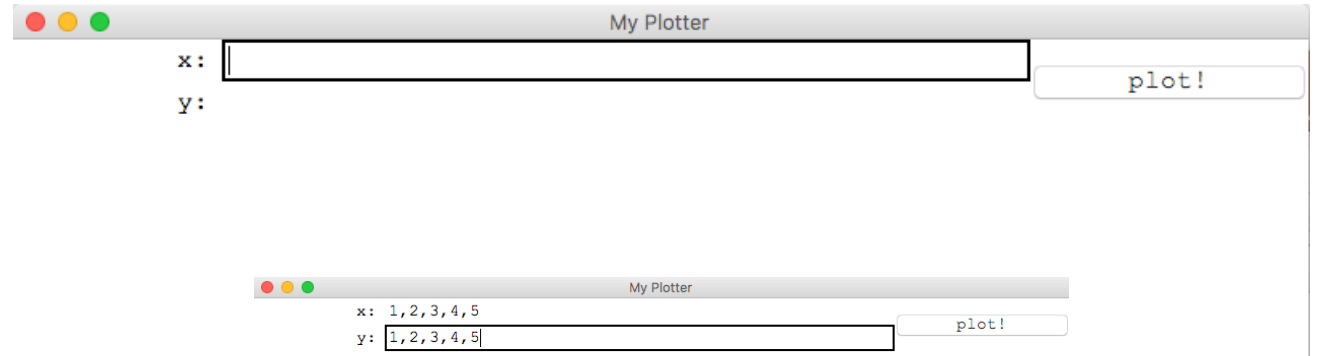 My Plotter
x:
plot!
y:
My Plotter
x: 1,2,3,4,5
plot!
y: 1,2,3,4,5